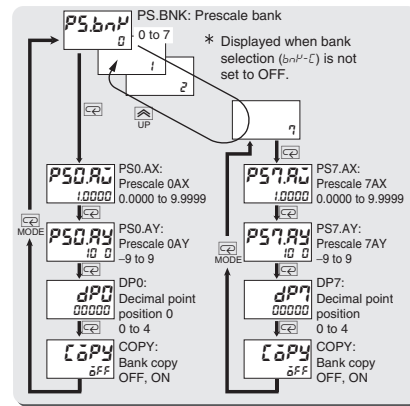 PS.BNK: Prescale bank
PS.bnK
0
0 to 7
1
2
* Displayed when bank
selection (bnK-C) is not
set to OFF.
UP
7
PS0.AX
1.0000
PS0.AX:
Prescale 0AX
0.0000 to 9.9999
PS7.AX
1.0000
PS7.AX:
Prescale 7AX
0.0000 to 9.9999
MODE
PS0.AY
10 0
PS0.AY:
Prescale 0AY
–9 to 9
MODE
PS7.AY
10 0
PS7.AY:
Prescale 7AY
–9 to 9
dP0
00000
DP0:
Decimal point
position 0
0 to 4
dP7
00000
DP7:
Decimal point
position
0 to 4
CoPY
oFF
COPY:
Bank copy
OFF, ON
CoPY
oFF
COPY:
Bank copy
OFF, ON